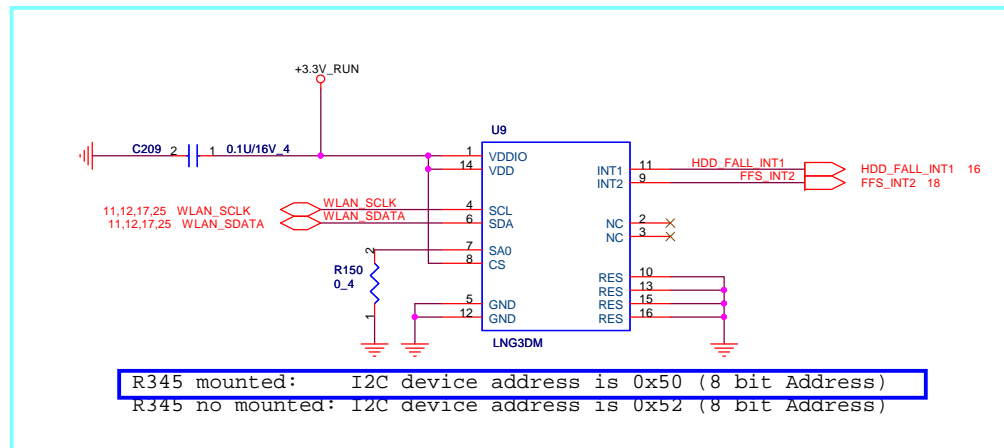 +3.3V_RUN
U9
C209 2 1 0.1U/16V_4
1 VDDIO
14 VDD
INT1 11 HDD_FALL_INT1 HDD_FALL_INT1 16
INT2 9 FFS_INT2 FFS_INT2 18
11,12,17,25 WLAN_SCLK WLAN_SCLK 4 SCL
11,12,17,25 WLAN_SDATA WLAN_SDATA 6 SDA
NC 2
NC 3
2 7 SA0
8 CS
R150
0_4
1
RES 10
RES 13
RES 15
RES 16
5 GND
12 GND
LNG3DM
R345 mounted: I2C device address is 0x50 (8 bit Address)
R345 no mounted: I2C device address is 0x52 (8 bit Address)